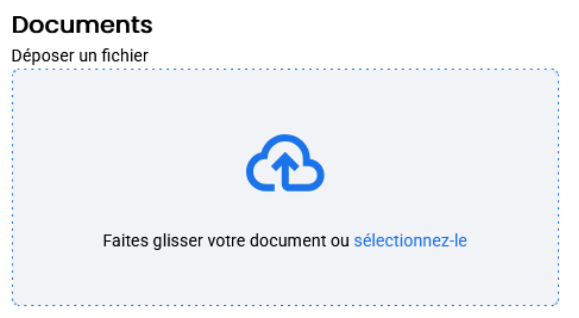 Documents
Déposer un fichier
Faites glisser votre document ou sélectionnez-le